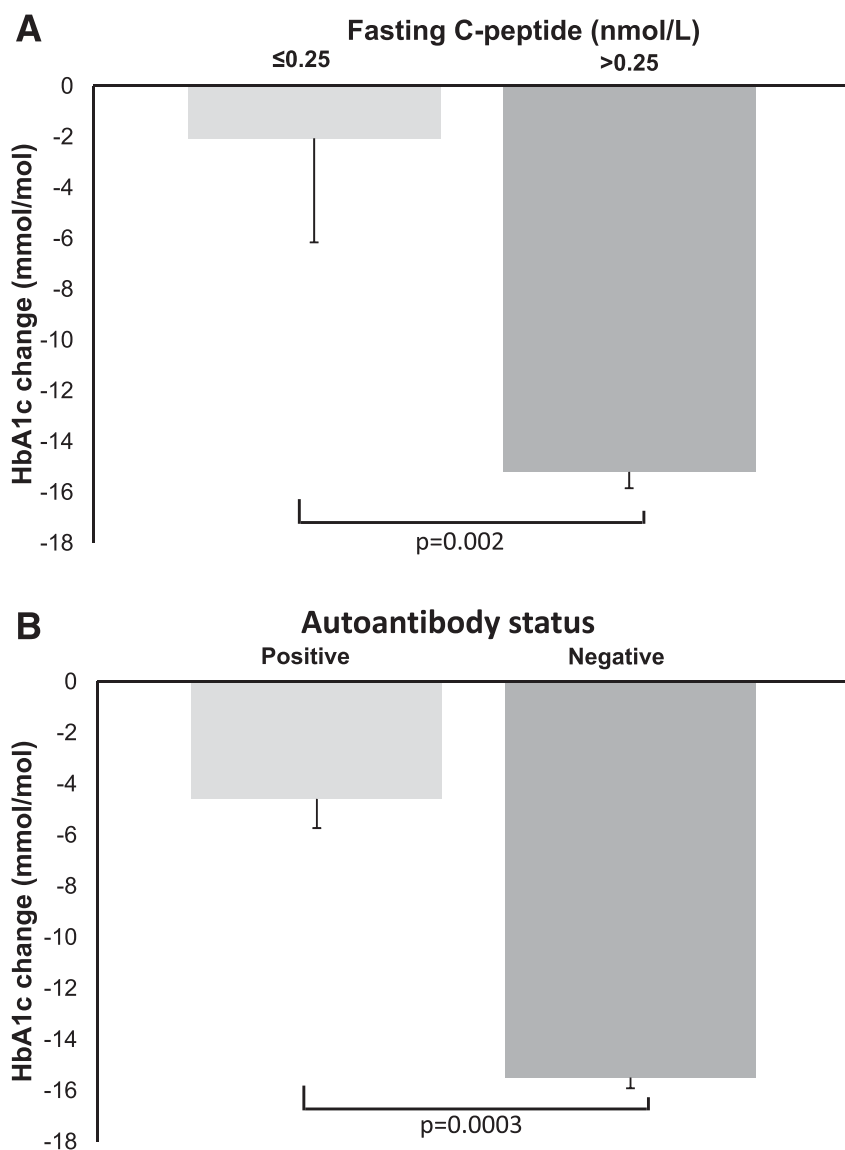 A
Fasting C-peptide (nmol/L)
≤0.25 >0.25
HbA1c change (mmol/mol)
0
-2
-4
-6
-8
-10
-12
-14
-16
-18
p=0.002
B
Autoantibody status
Positive Negative
HbA1c change (mmol/mol)
0
-2
-4
-6
-8
-10
-12
-14
-16
-18
p=0.0003